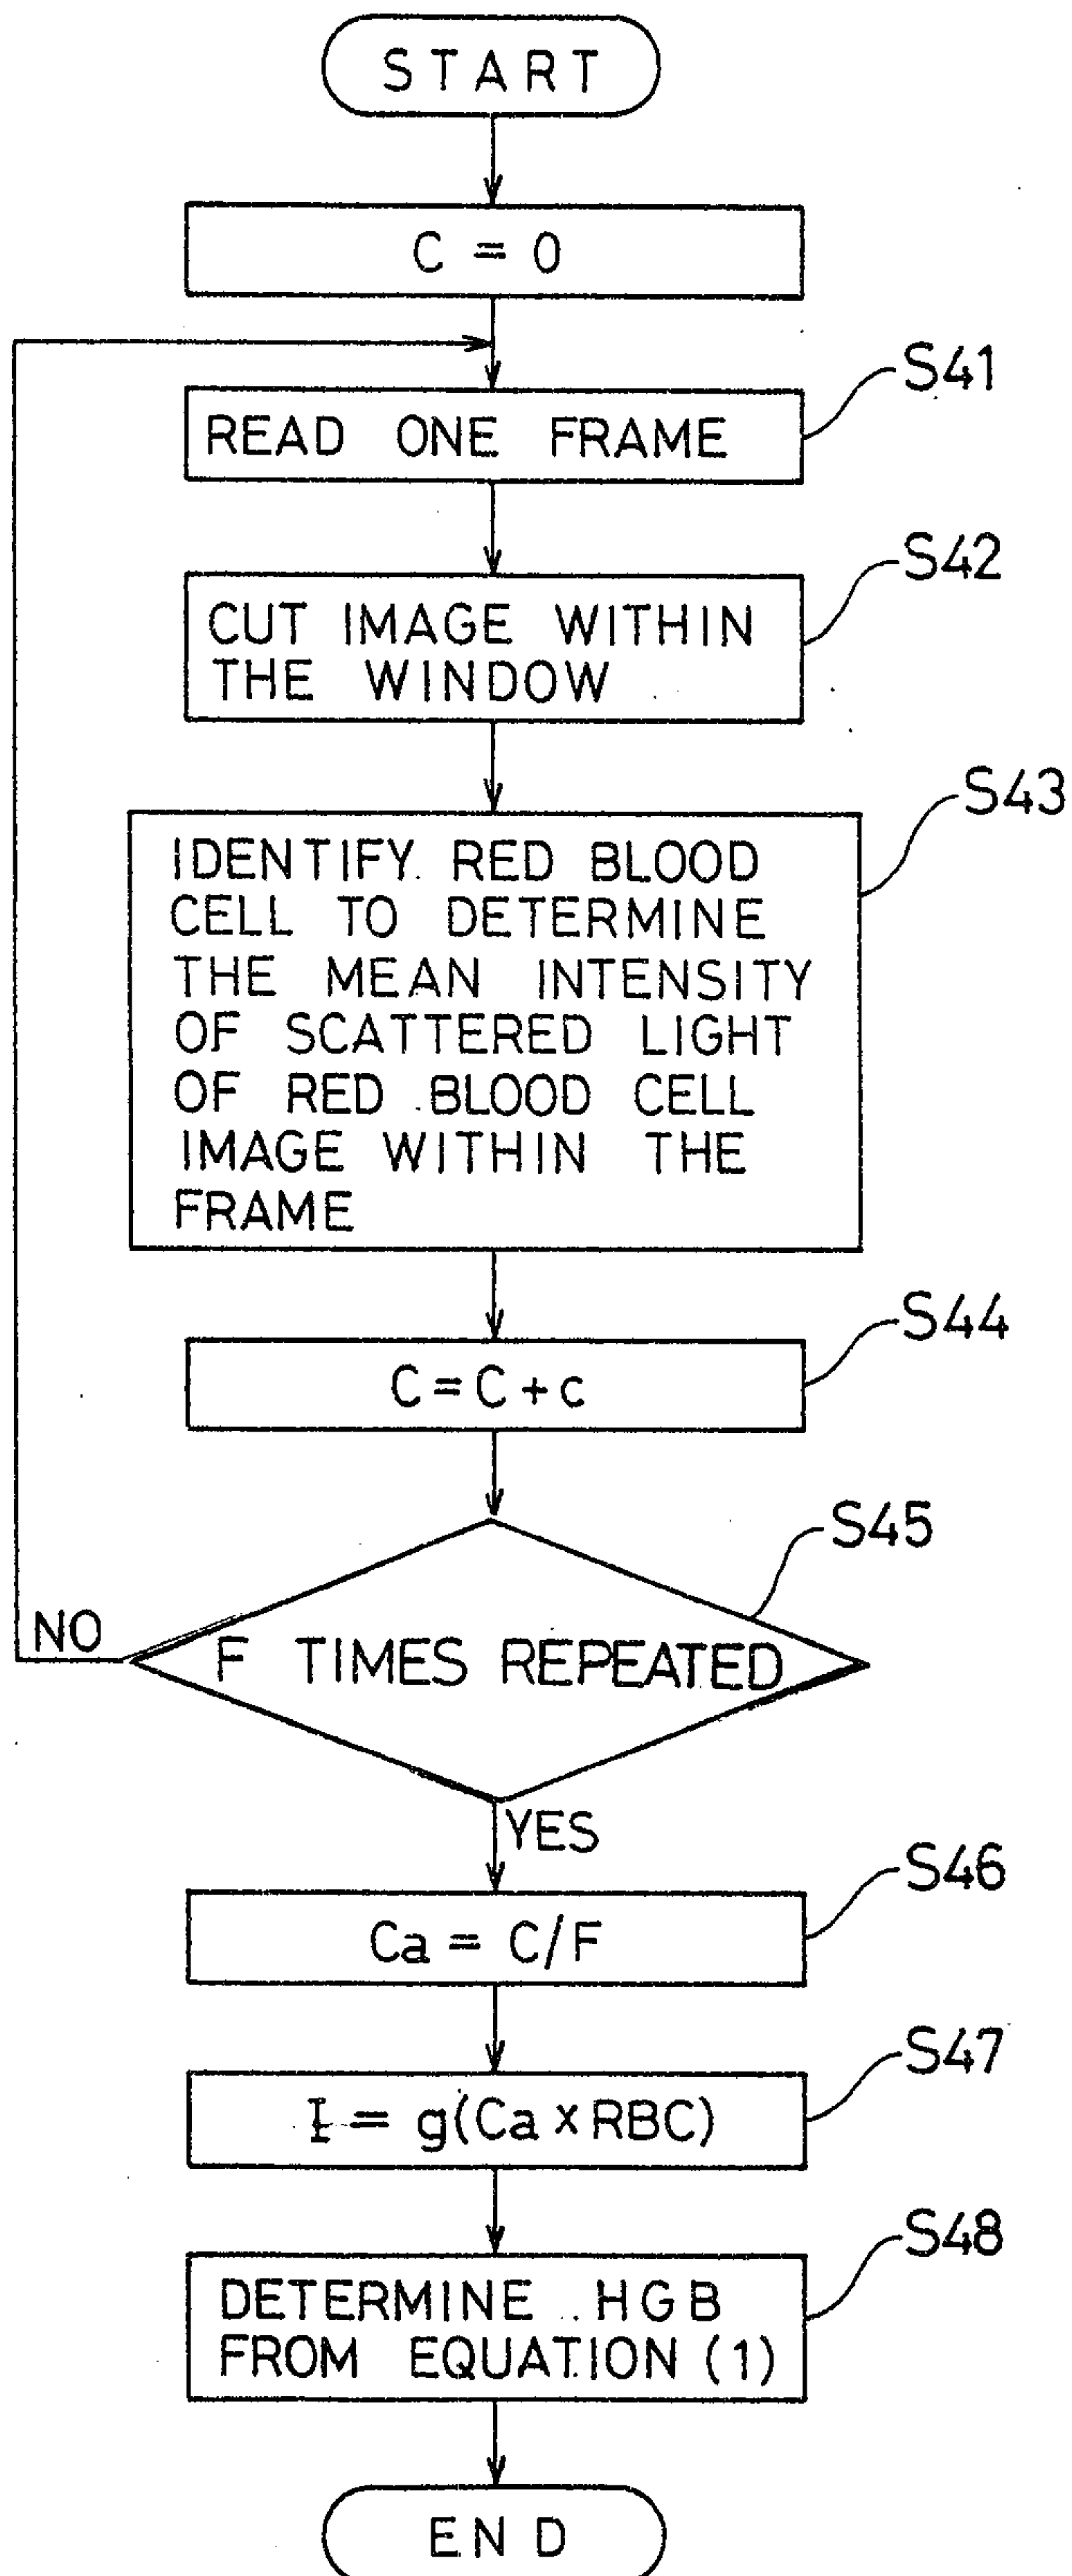 START
C = 0
S41
READ ONE FRAME
S42
CUT IMAGE WITHIN
THE WINDOW
S43
IDENTIFY RED BLOOD
CELL TO DETERMINE
THE MEAN INTENSITY
OF SCATTERED LIGHT
OF RED BLOOD CELL
IMAGE WITHIN THE
FRAME
S44
C = C + c
S45
NO
F TIMES REPEATED
YES
S46
Ca = C/F
S47
I = g(Ca x RBC)
S48
DETERMINE HGB
FROM EQUATION (1)
END